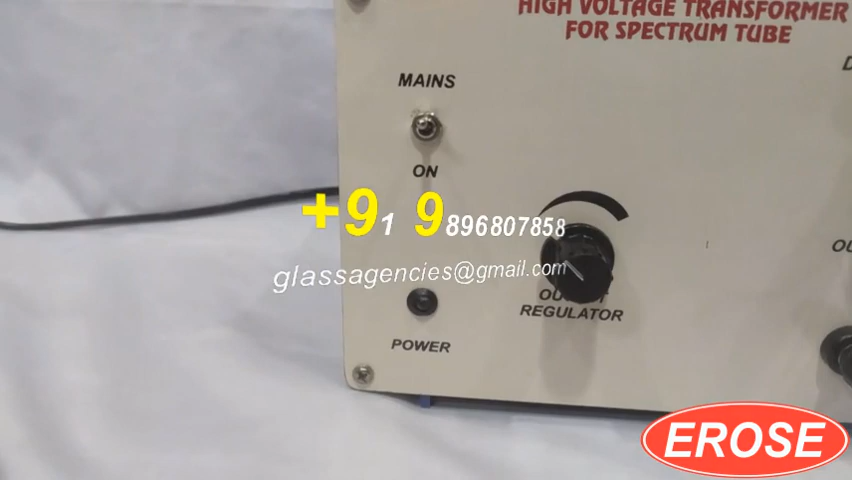 HIGH VOLTAGE TRANSFORMER
FOR SPECTRUM TUBE
MAINS
ON
+91 9896807858
glassagencies@gmail.com
REGULATOR
POWER
EROSE